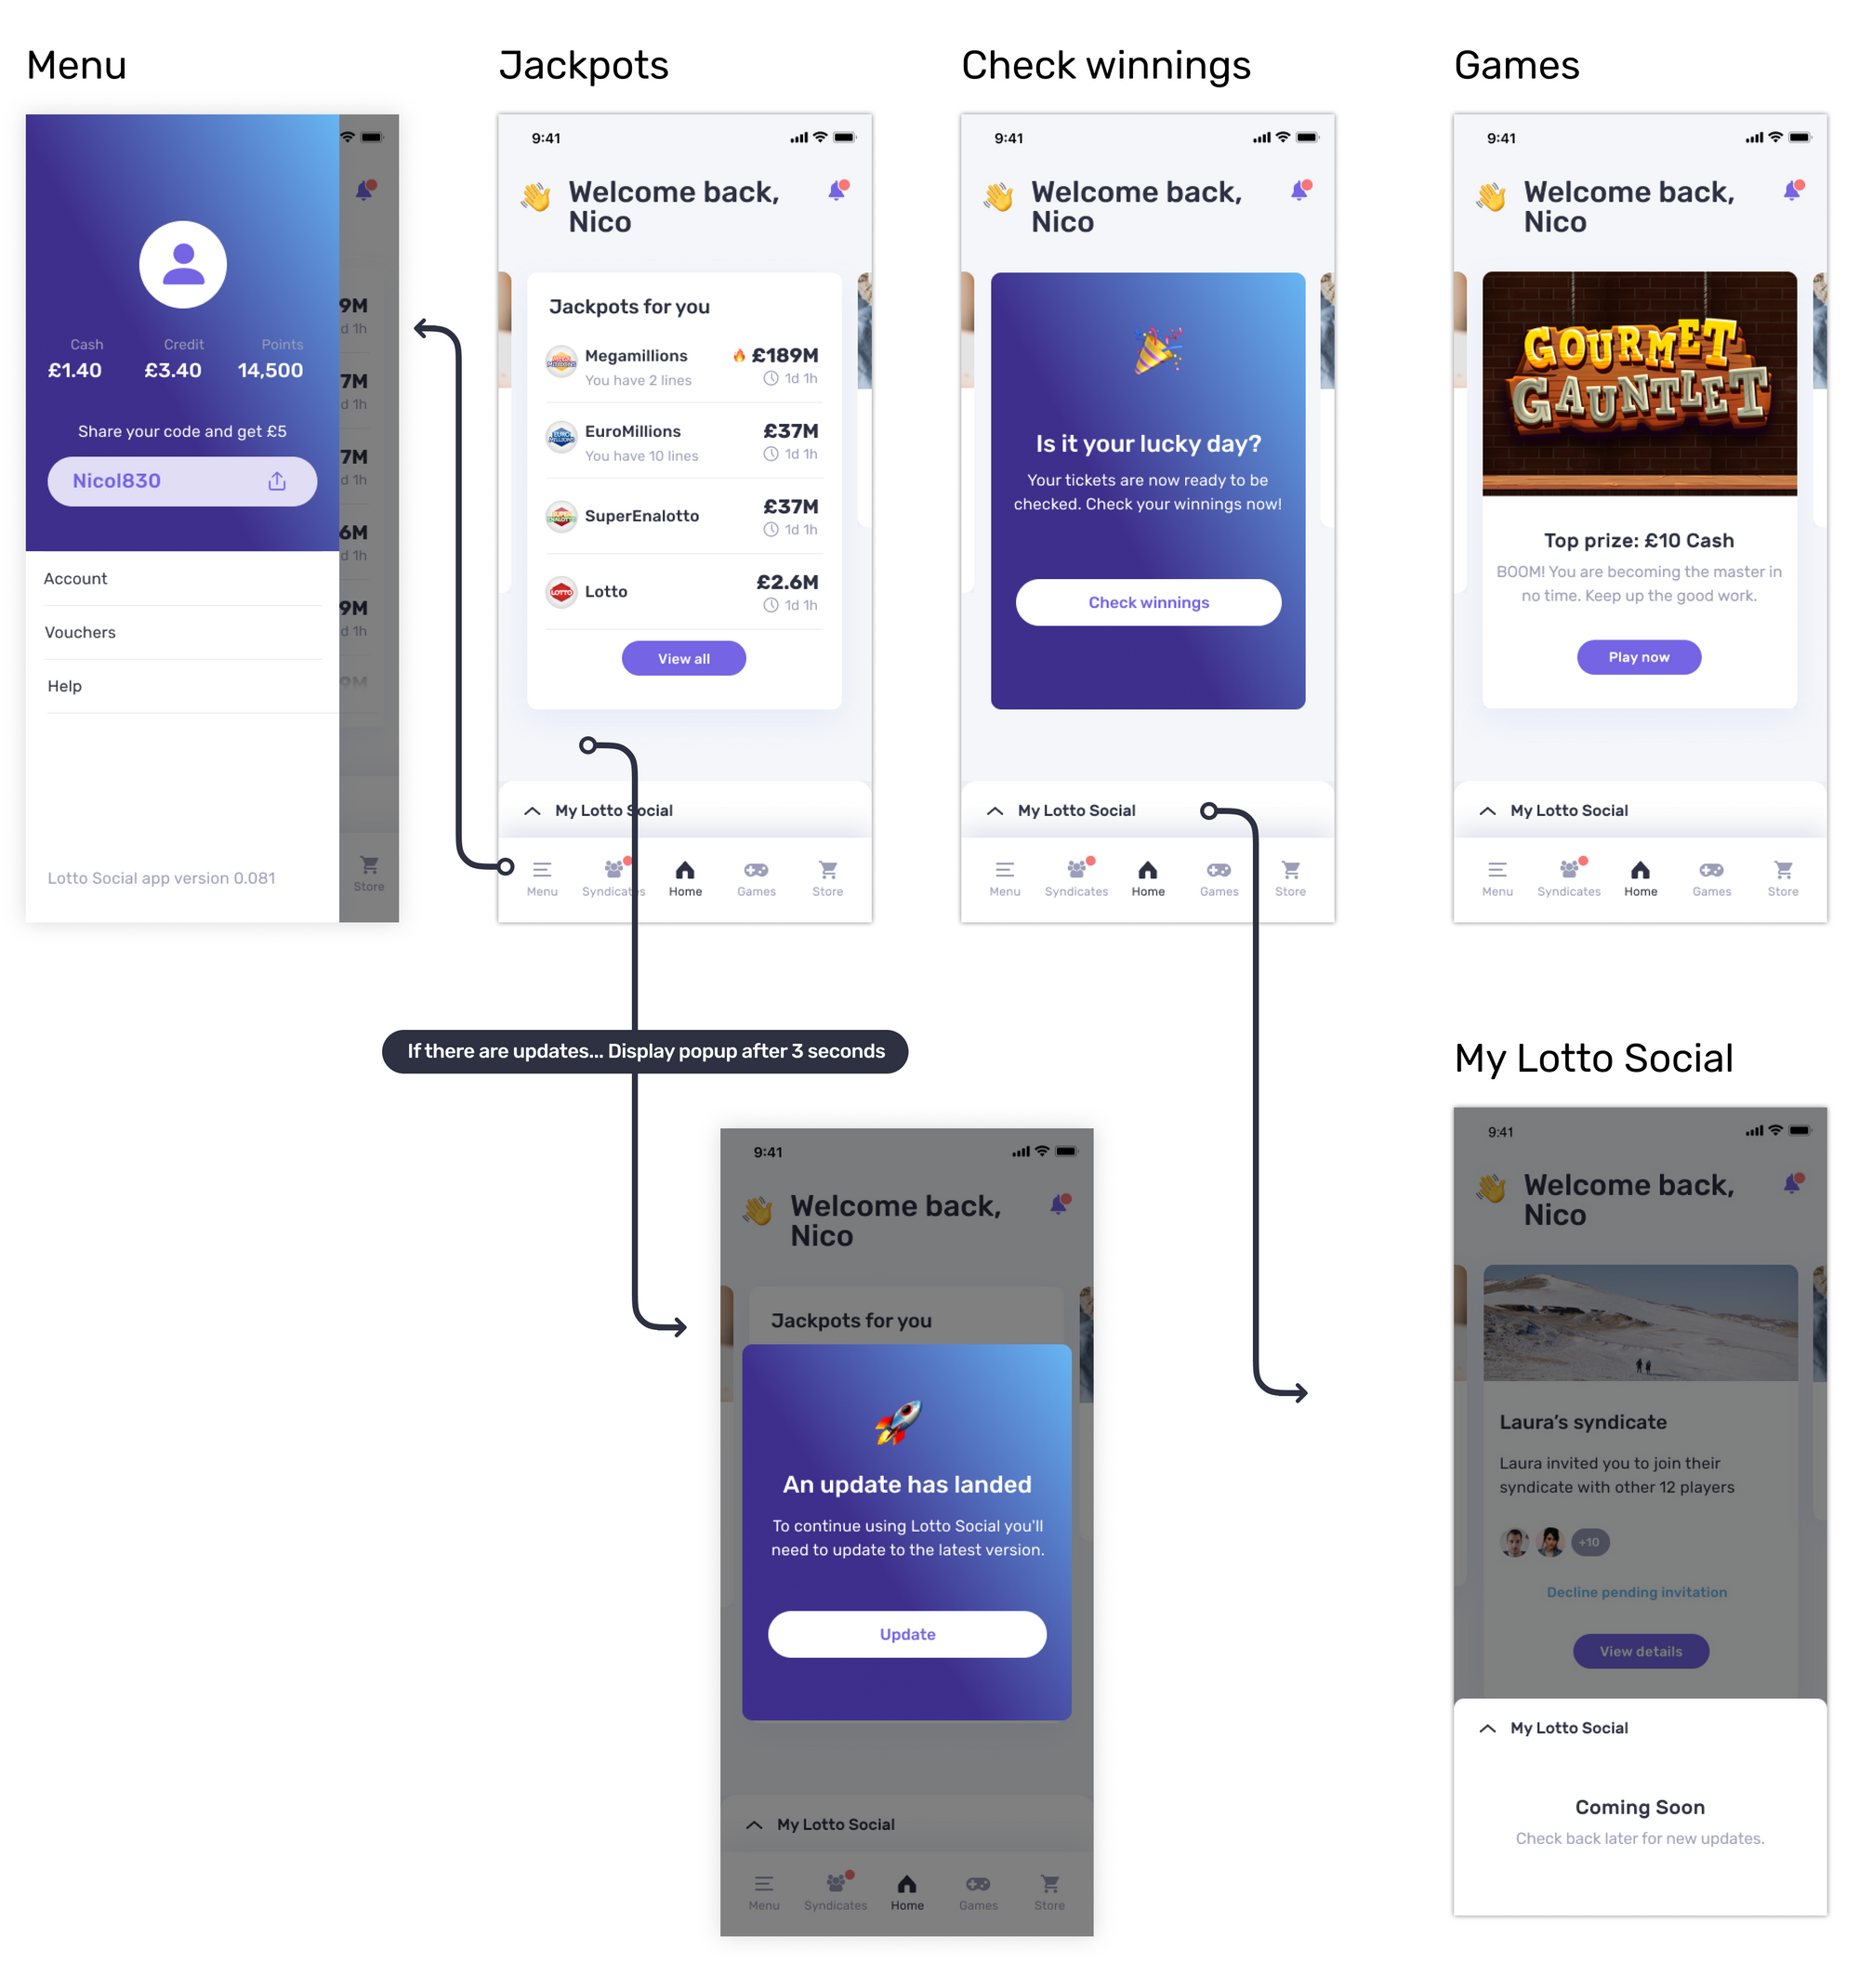 Menu
Cash Credit Points
£1.40 £3.40 14,500
Share your code and get £5
Nicol830
Account
Vouchers
Help
Lotto Social app version 0.081
9M
d 1h
7M
d 1h
7M
d 1h
6M
d 1h
9M
d 1h
9M
Store
Jackpots
9:41
Welcome back,
Nico
Jackpots for you
Megamillions £189M
You have 2 lines 1d 1h
EuroMillions £37M
You have 10 lines 1d 1h
SuperEnalotto £37M
1d 1h
LOTTO Lotto £2.6M
1d 1h
View all
My Lotto Social
Menu Syndicates Home Games Store
Check winnings
9:41
Welcome back,
Nico
Is it your lucky day?
Your tickets are now ready to be
checked. Check your winnings now!
Check winnings
My Lotto Social
Menu Syndicates Home Games Store
Games
9:41
Welcome back,
Nico
GOURMET
GAUNTLET
Top prize: £10 Cash
BOOM! You are becoming the master in
no time. Keep up the good work.
Play now
My Lotto Social
Menu Syndicates Home Games Store
If there are updates... Display popup after 3 seconds
9:41
Welcome back,
Nico
Jackpots for you
An update has landed
To continue using Lotto Social you'll
need to update to the latest version.
Update
My Lotto Social
Menu Syndicates Home Games Store
My Lotto Social
9:41
Welcome back,
Nico
Laura's syndicate
Laura invited you to join their
syndicate with other 12 players
+10
Decline pending invitation
View details
My Lotto Social
Coming Soon
Check back later for new updates.